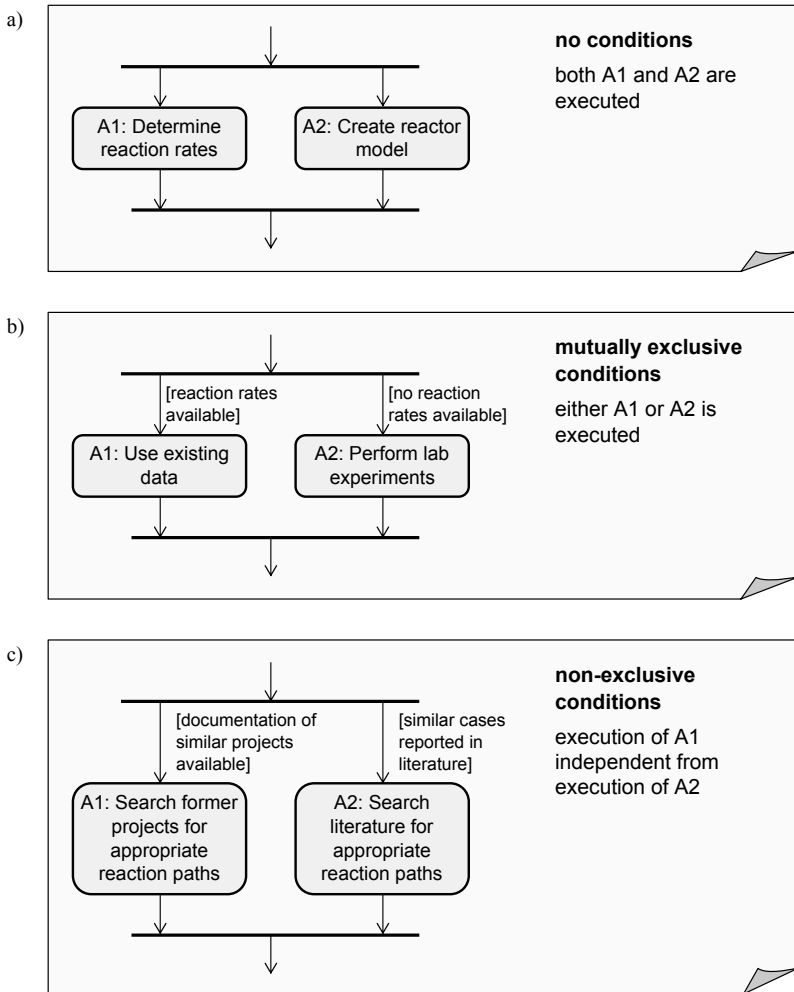 a)
no conditions
both A1 and A2 are
executed
A1: Determine
reaction rates
A2: Create reactor
model
b)
mutually exclusive
conditions
either A1 or A2 is
executed
[reaction rates
available]
[no reaction
rates available]
A1: Use existing
data
A2: Perform lab
experiments
c)
non-exclusive
conditions
execution of A1
independent from
execution of A2
[documentation of
similar projects
available]
[similar cases
reported in
literature]
A1: Search former
projects for
appropriate
reaction paths
A2: Search
literature for
appropriate
reaction paths